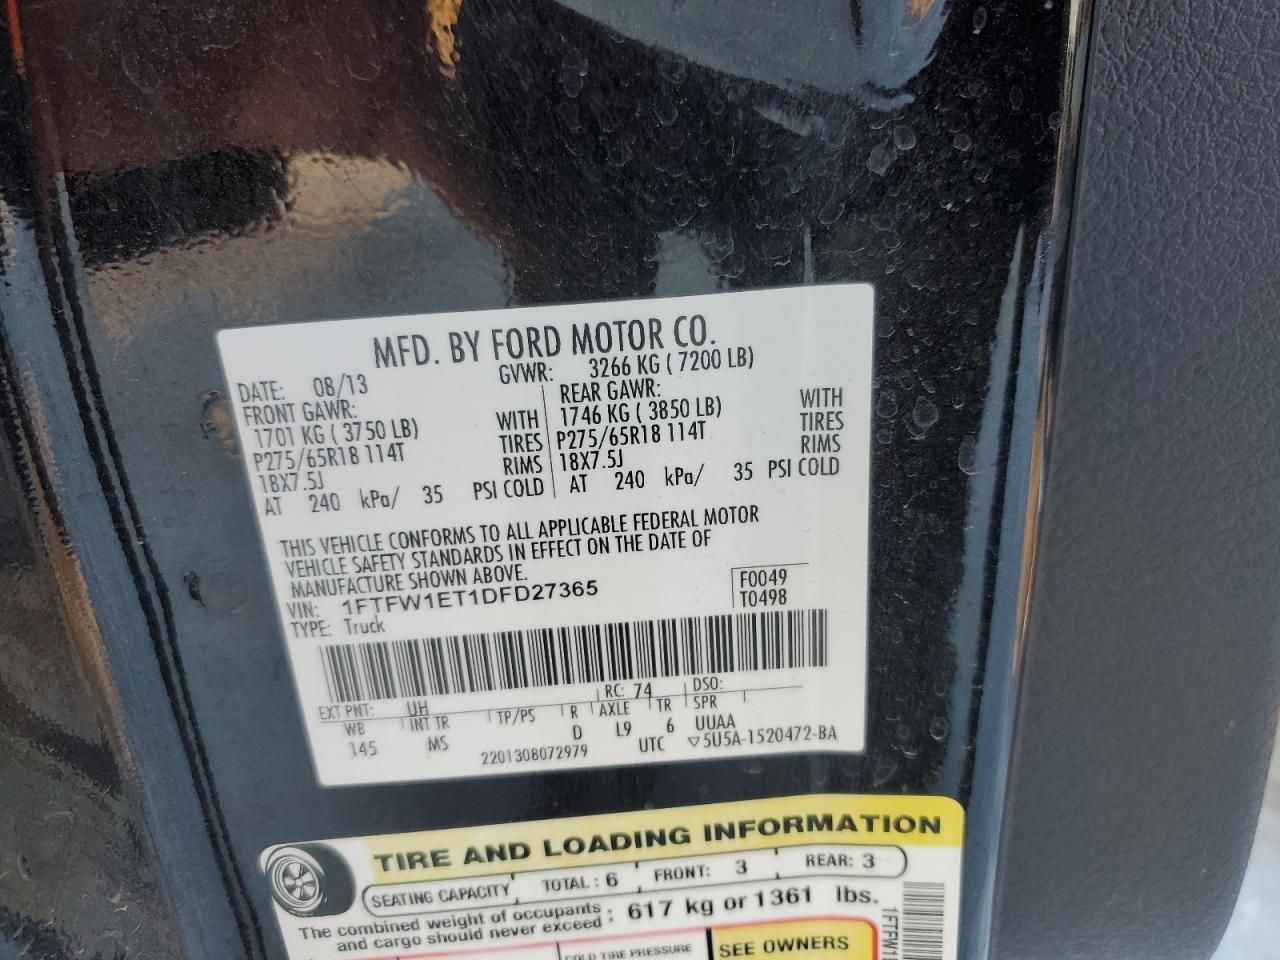 MFD. BY FORD MOTOR CO.
DATE: 08/13 GVWR: 3266 KG ( 7200 LB)
FRONT GAWR: REAR GAWR:
1701 KG ( 3750 LB) WITH 1746 KG ( 3850 LB) WITH
P275/65R18 114T TIRES P275/65R18 114T TIRES
18X7.5J RIMS 18X7.5J RIMS
AT 240 kPa/ 35 PSI COLD AT 240 kPa/ 35 PSI COLD
THIS VEHICLE CONFORMS TO ALL APPLICABLE FEDERAL MOTOR
VEHICLE SAFETY STANDARDS IN EFFECT ON THE DATE OF
MANUFACTURE SHOWN ABOVE.
VIN: 1FTFW1ET1DFD27365 F0049
TYPE: Truck T0498
EXT PNT: UH RC: 74 DSO:
WB INT TR TP/PS R AXLE TR SPR
145 MS D L9 6 UUAA
2201308072979 UTC ▽5U5A-1520472-BA
TIRE AND LOADING INFORMATION
SEATING CAPACITY TOTAL : 6 FRONT: 3 REAR: 3
The combined weight of occupants : 617 kg or 1361 lbs.
and cargo should never exceed
COLD TIRE PRESSURE SEE OWNERS
1FTFW1